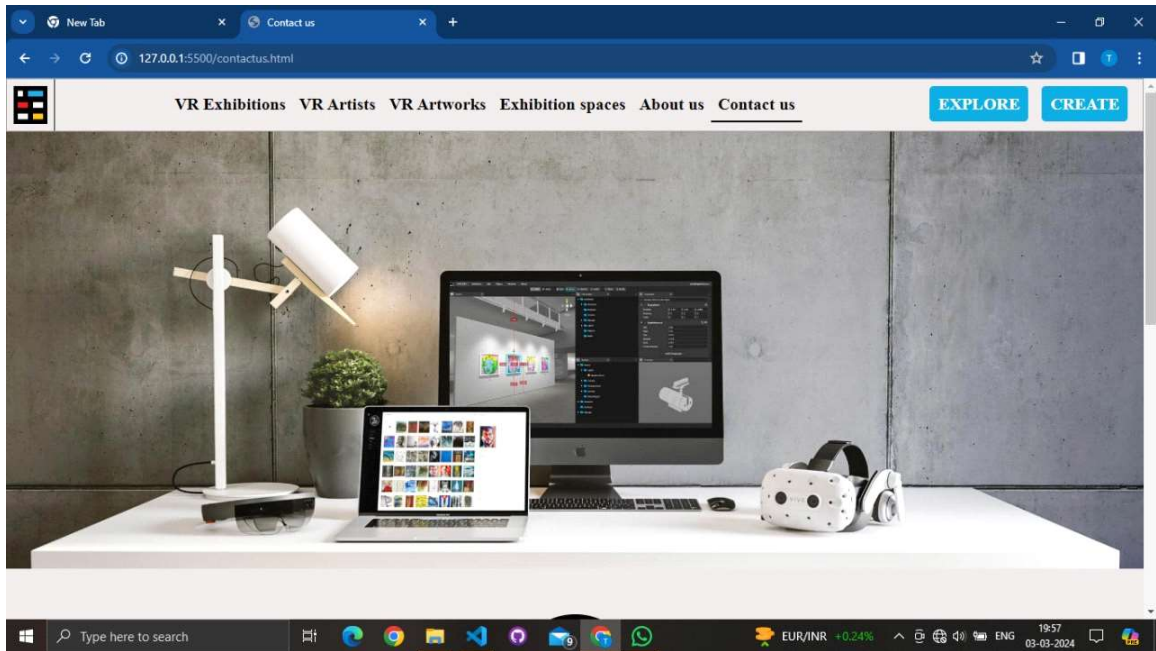 New Tab
Contact us
127.0.0.1:5500/contactus.html
T
VR Exhibitions VR Artists VR Artworks Exhibition spaces About us Contact us
EXPLORE
CREATE
Type here to search
9
T
EUR/INR +0.24%
ENG
19:57
03-03-2024